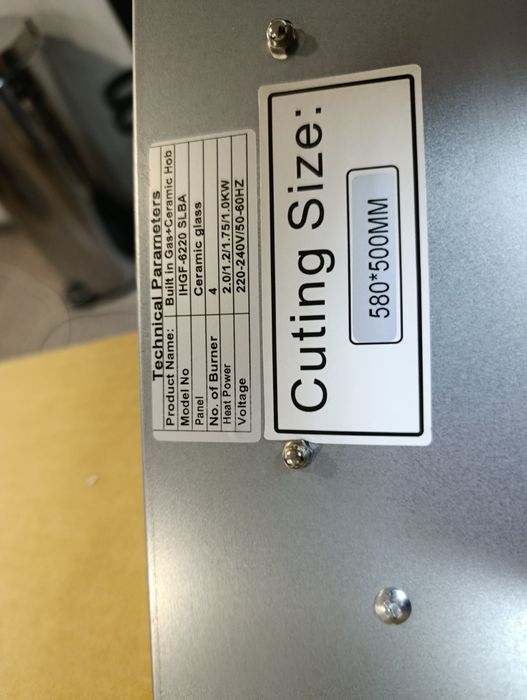 Technical Parameters
Product Name: Built In Gas+Ceramic Hob
Model No IHGF-6220 SLBA
Panel Ceramic glass
No. of Burner 4
Heat Power 2.0/1.2/1.75/1.0KW
Voltage 220-240V/50-60HZ
Cuting Size:
580*500MM